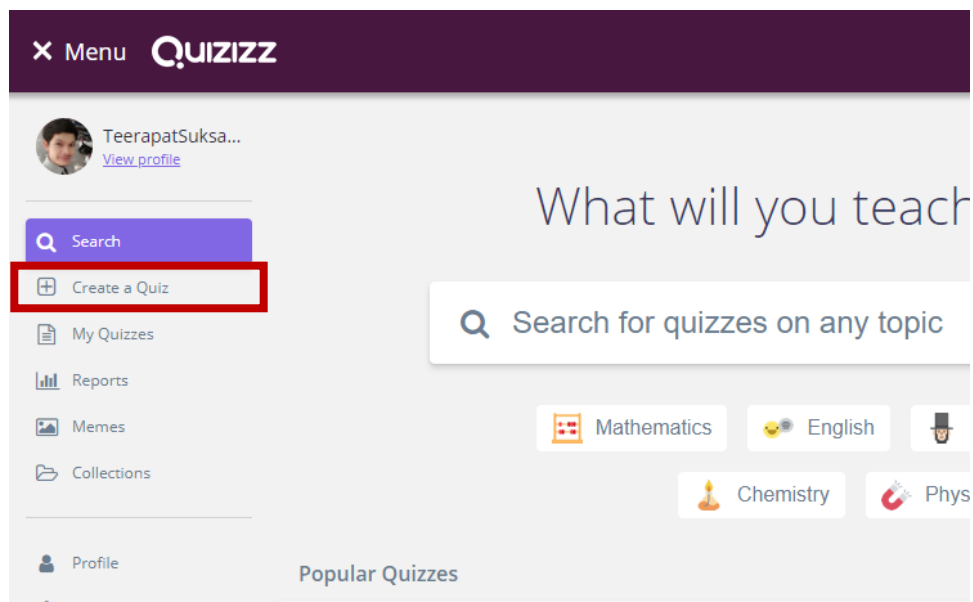 Menu QUIZIZZ
TeerapatSuksa...
View profile
What will you teach
Search
Create a Quiz
Search for quizzes on any topic
My Quizzes
Reports
Memes
Mathematics English
Collections
Chemistry Phys
Profile
Popular Quizzes